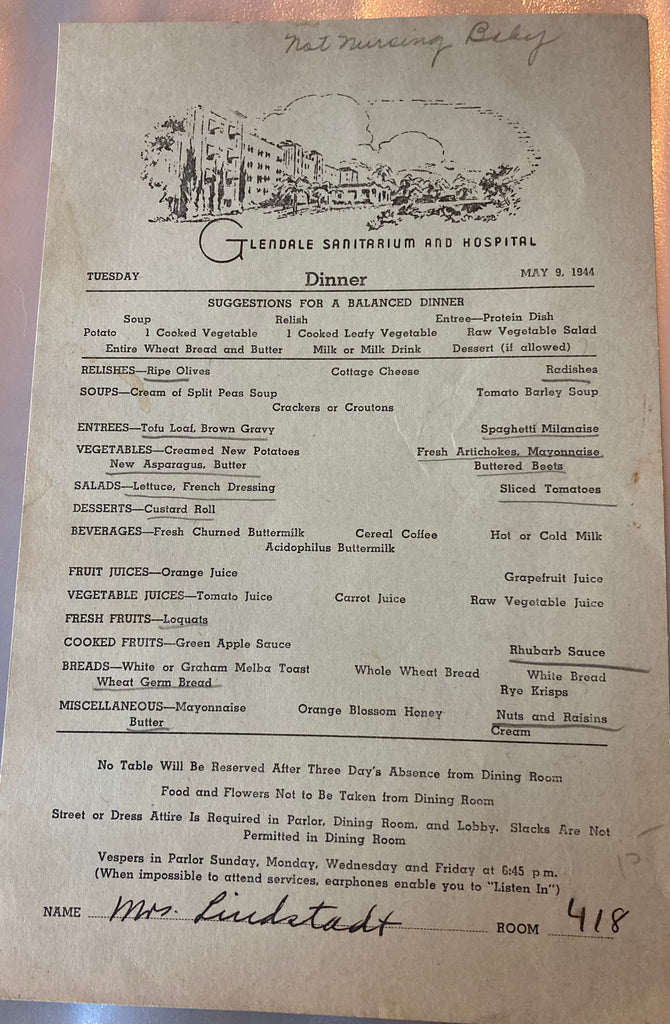 Not Nursing Baby
GLENDALE SANITARIUM AND HOSPITAL
TUESDAY Dinner MAY 9, 1944
SUGGESTIONS FOR A BALANCED DINNER
Soup Relish Entree—Protein Dish
Potato 1 Cooked Vegetable 1 Cooked Leafy Vegetable Raw Vegetable Salad
Entire Wheat Bread and Butter Milk or Milk Drink Dessert (if allowed)
RELISHES—Ripe Olives Cottage Cheese Radishes
SOUPS—Cream of Split Peas Soup Tomato Barley Soup
Crackers or Croutons
ENTREES—Tofu Loaf, Brown Gravy Spaghetti Milanaise
VEGETABLES—Creamed New Potatoes Fresh Artichokes, Mayonnaise
New Asparagus, Butter Buttered Beets
SALADS—Lettuce, French Dressing Sliced Tomatoes
DESSERTS—Custard Roll
BEVERAGES—Fresh Churned Buttermilk Cereal Coffee Hot or Cold Milk
Acidophilus Buttermilk
FRUIT JUICES—Orange Juice Grapefruit Juice
VEGETABLE JUICES—Tomato Juice Carrot Juice Raw Vegetable Juice
FRESH FRUITS—Loquats
COOKED FRUITS—Green Apple Sauce Rhubarb Sauce
BREADS—White or Graham Melba Toast Whole Wheat Bread White Bread
Wheat Germ Bread Rye Krisps
MISCELLANEOUS—Mayonnaise Orange Blossom Honey Nuts and Raisins
Butter Cream
No Table Will Be Reserved After Three Day's Absence from Dining Room
Food and Flowers Not to Be Taken from Dining Room
Street or Dress Attire Is Required in Parlor, Dining Room, and Lobby. Slacks Are Not
Permitted in Dining Room
Vespers in Parlor Sunday, Monday, Wednesday and Friday at 6:45 p.m.
(When impossible to attend services, earphones enable you to "Listen In")
NAME Mrs. Lindstadt ROOM 418